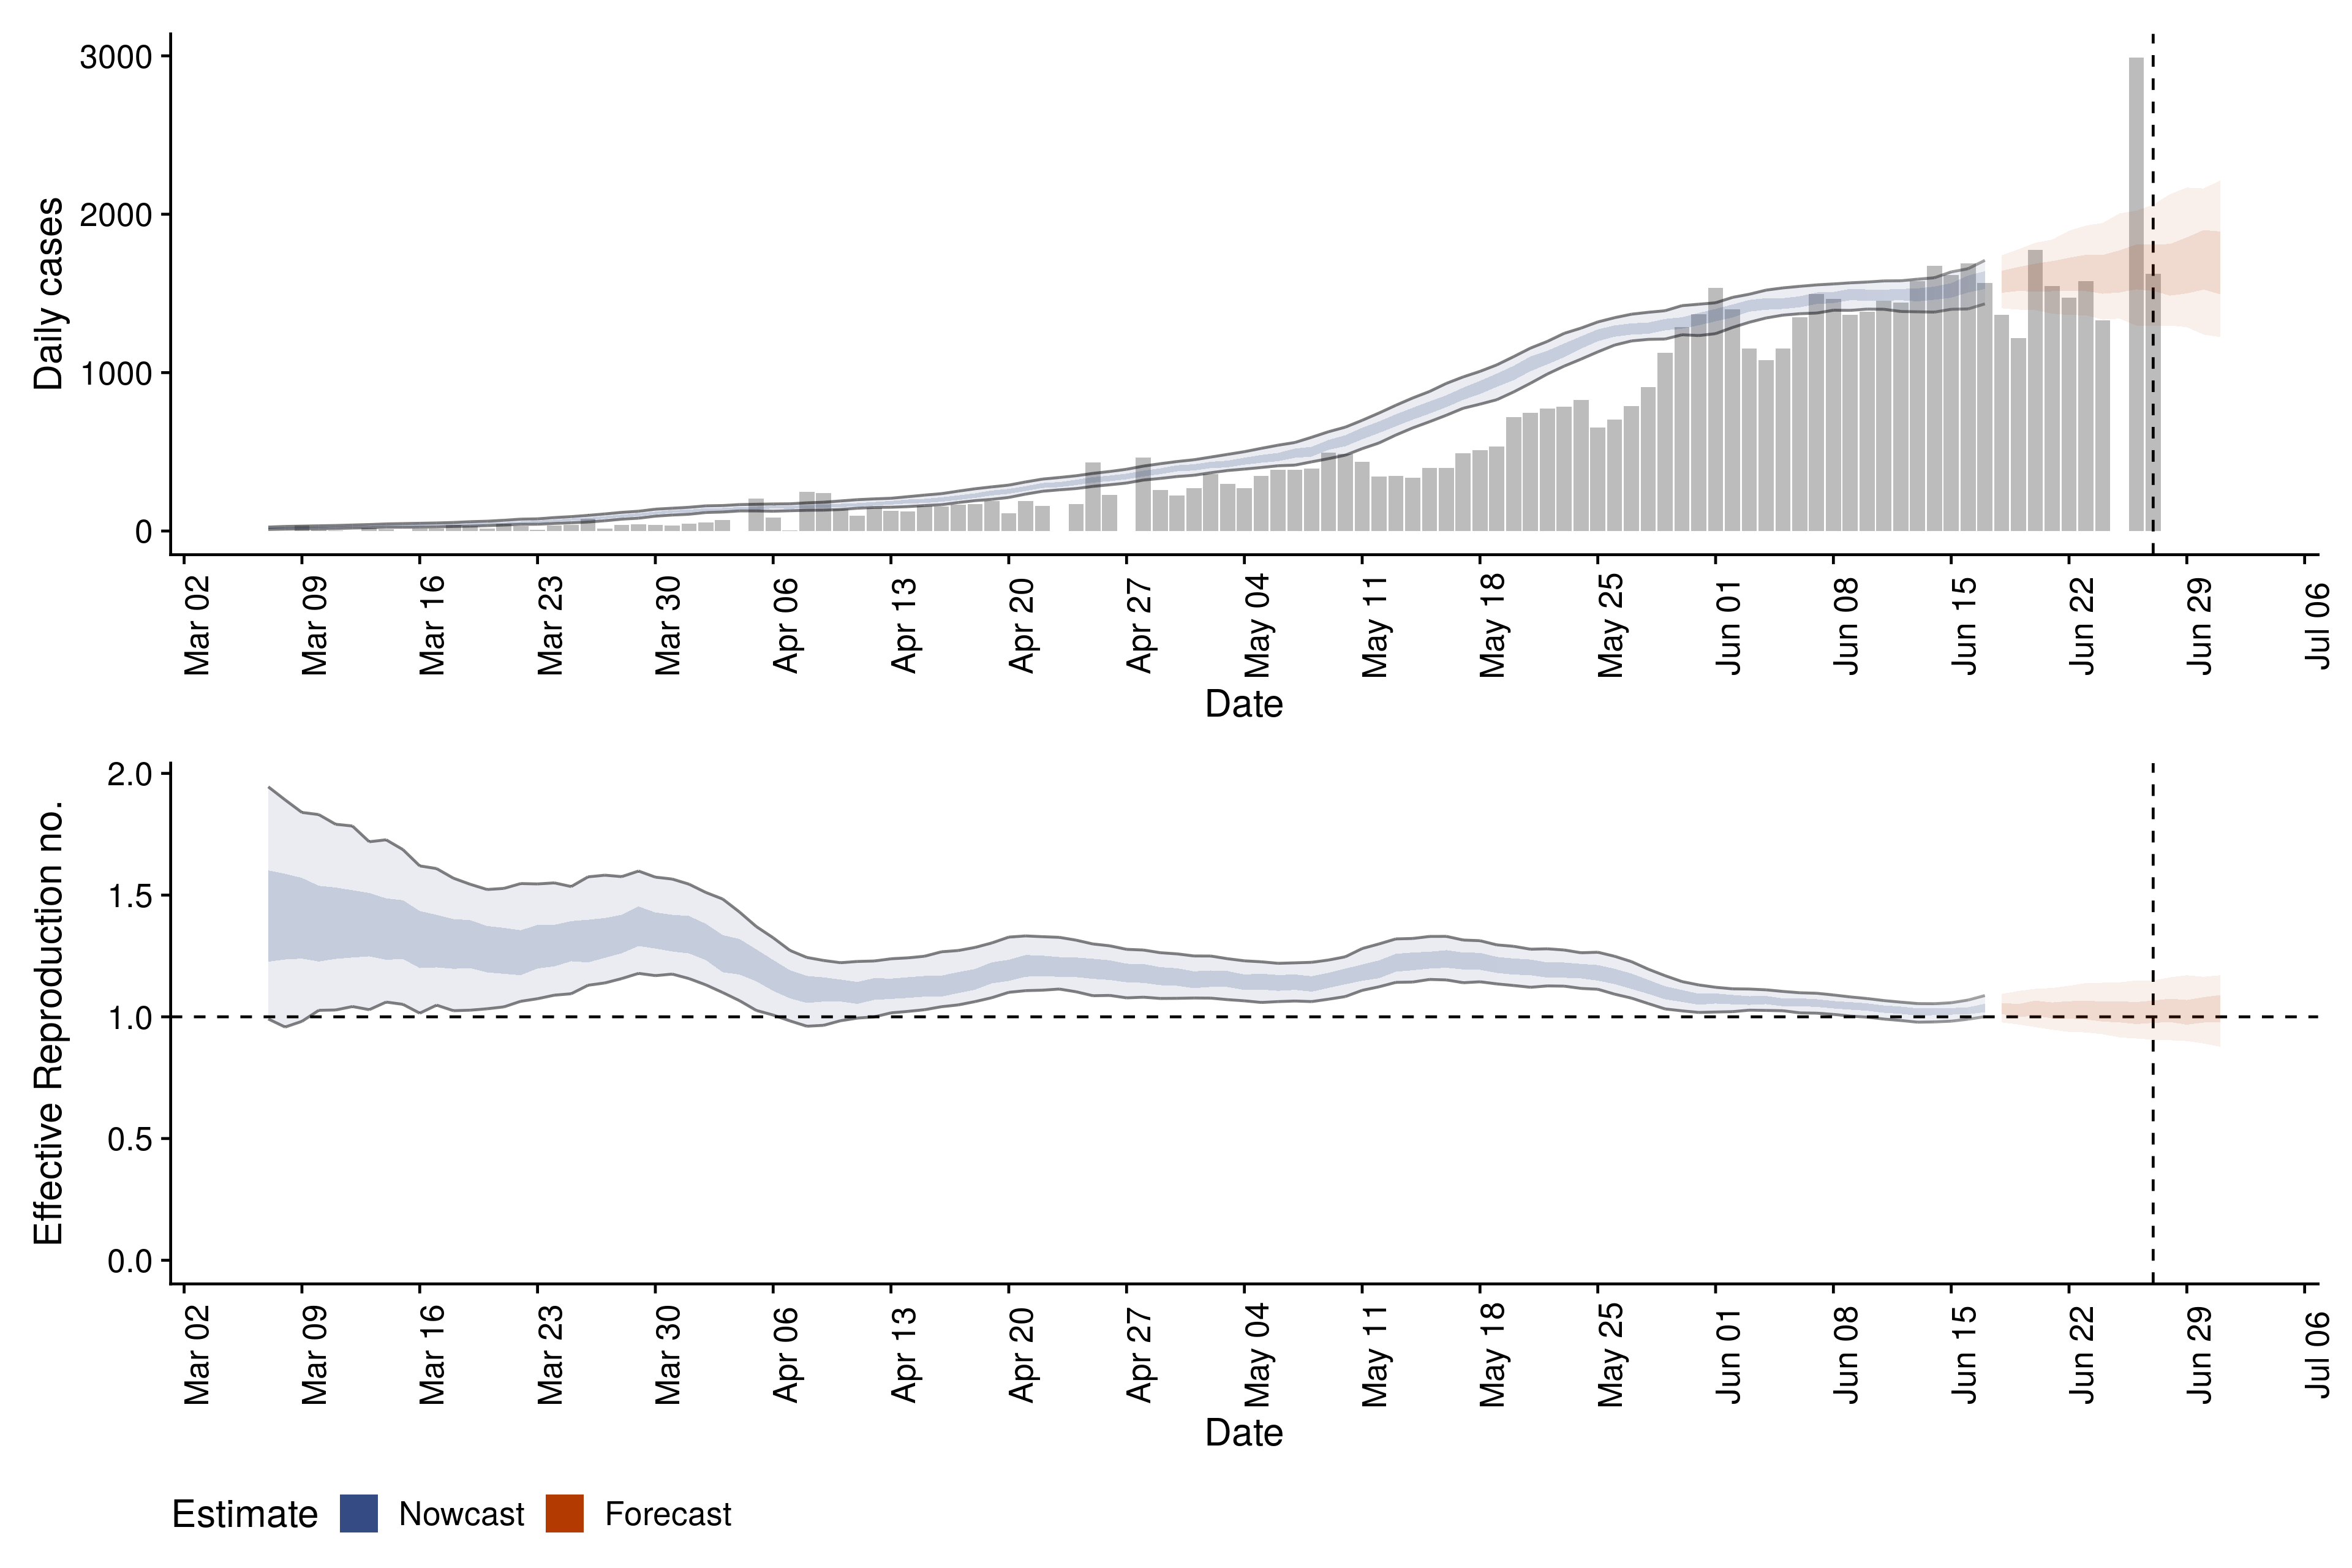 3000
2000
1000
0
Daily cases
Mar 02 Mar 09 Mar 16 Mar 23 Mar 30 Apr 06 Apr 13 Apr 20 Apr 27 May 04 May 11 May 18 May 25 Jun 01 Jun 08 Jun 15 Jun 22 Jun 29 Jul 06
Date
2.0
1.5
1.0
0.5
0.0
Effective Reproduction no.
Mar 02 Mar 09 Mar 16 Mar 23 Mar 30 Apr 06 Apr 13 Apr 20 Apr 27 May 04 May 11 May 18 May 25 Jun 01 Jun 08 Jun 15 Jun 22 Jun 29 Jul 06
Date
Estimate Nowcast Forecast